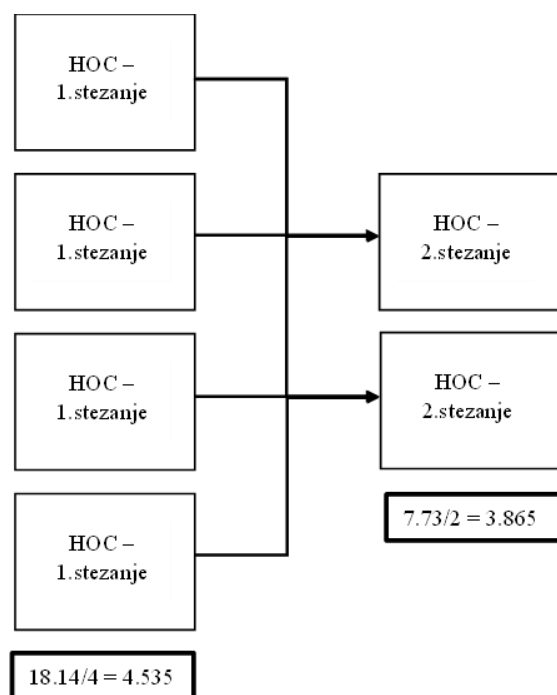 HOC –
1.stezanje
HOC –
1.stezanje
HOC –
1.stezanje
HOC –
1.stezanje
18.14/4 = 4.535
HOC –
2.stezanje
HOC –
2.stezanje
7.73/2 = 3.865